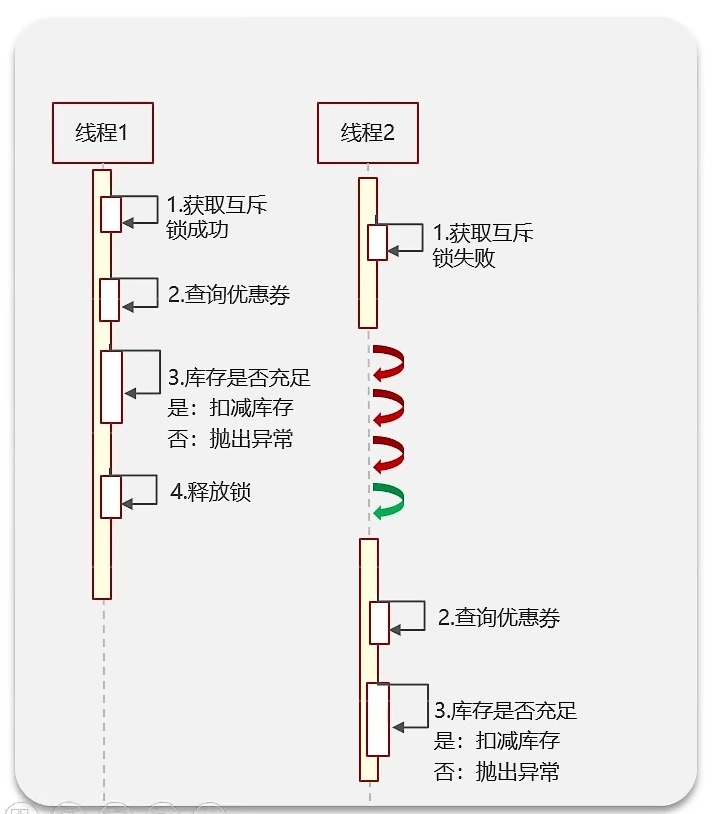 线程1
线程2
1.获取互斥
锁成功
1.获取互斥
锁失败
2.查询优惠券
3.库存是否充足
是：扣减库存
否：抛出异常
4.释放锁
2.查询优惠券
3.库存是否充足
是：扣减库存
否：抛出异常